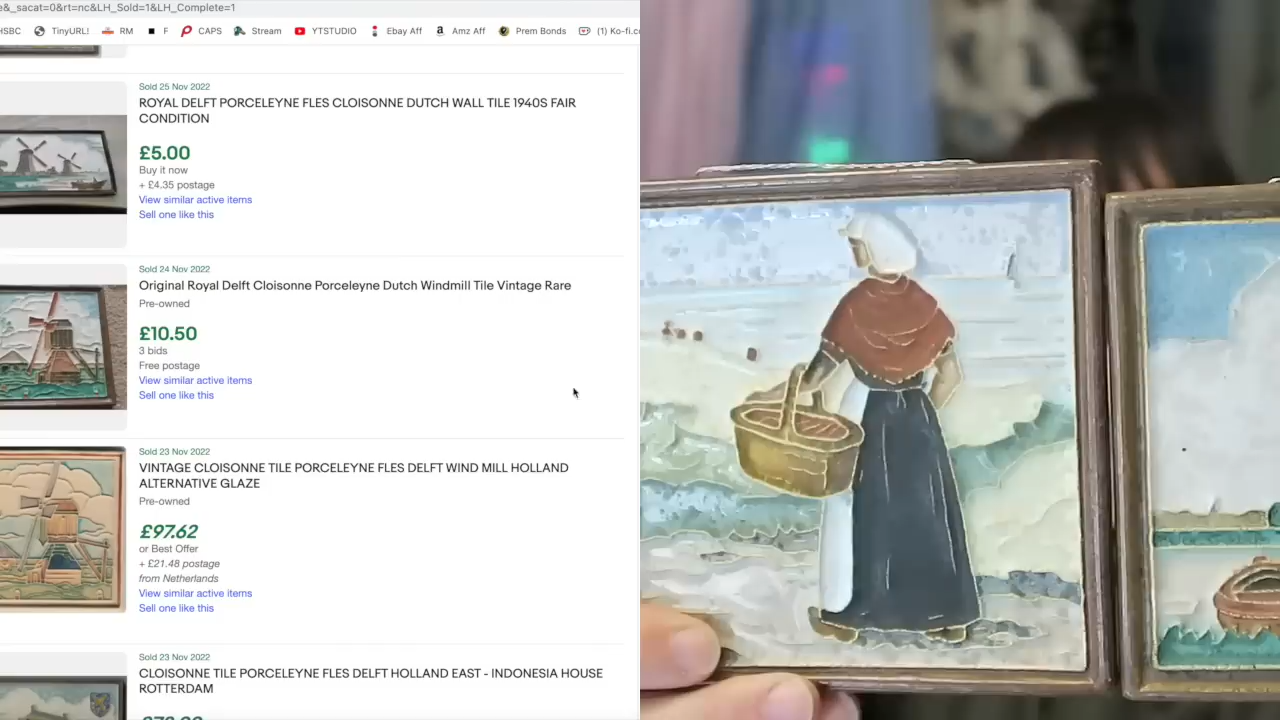 e&_sacat=0&rt=nc&LH_Sold=1&LH_Complete=1
HSBC TinyURL! RM F CAPS Stream YTSTUDIO Ebay Aff Amz Aff Prem Bonds (1) Ko-fi.co
Sold 25 Nov 2022
ROYAL DELFT PORCELEYNE FLES CLOISONNE DUTCH WALL TILE 1940S FAIR
CONDITION
£5.00
Buy it now
+ £4.35 postage
View similar active items
Sell one like this
Sold 24 Nov 2022
Original Royal Delft Cloisonne Porceleyne Dutch Windmill Tile Vintage Rare
Pre-owned
£10.50
3 bids
Free postage
View similar active items
Sell one like this
Sold 23 Nov 2022
VINTAGE CLOISONNE TILE PORCELEYNE FLES DELFT WIND MILL HOLLAND
ALTERNATIVE GLAZE
Pre-owned
£97.62
or Best Offer
+ £21.48 postage
from Netherlands
View similar active items
Sell one like this
Sold 23 Nov 2022
CLOISONNE TILE PORCELEYNE FLES DELFT HOLLAND EAST - INDONESIA HOUSE
ROTTERDAM